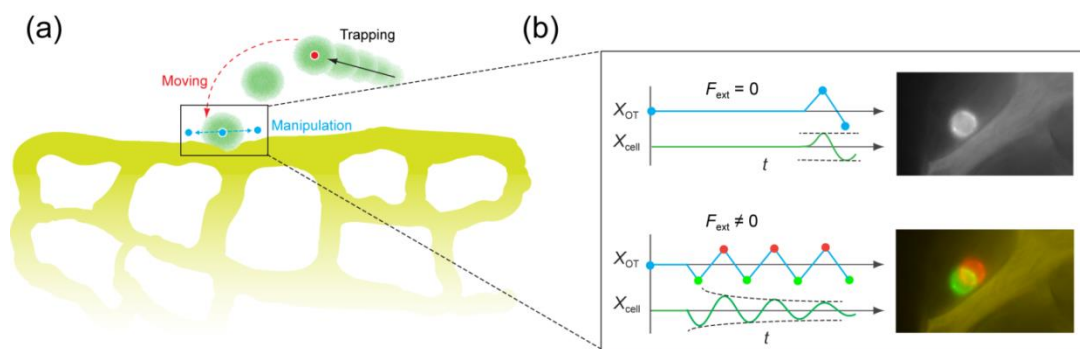 (a)
Trapping
Moving
Manipulation
(b)
F_ext = 0
X_OT
X_cell
t
F_ext ≠ 0
X_OT
X_cell
t